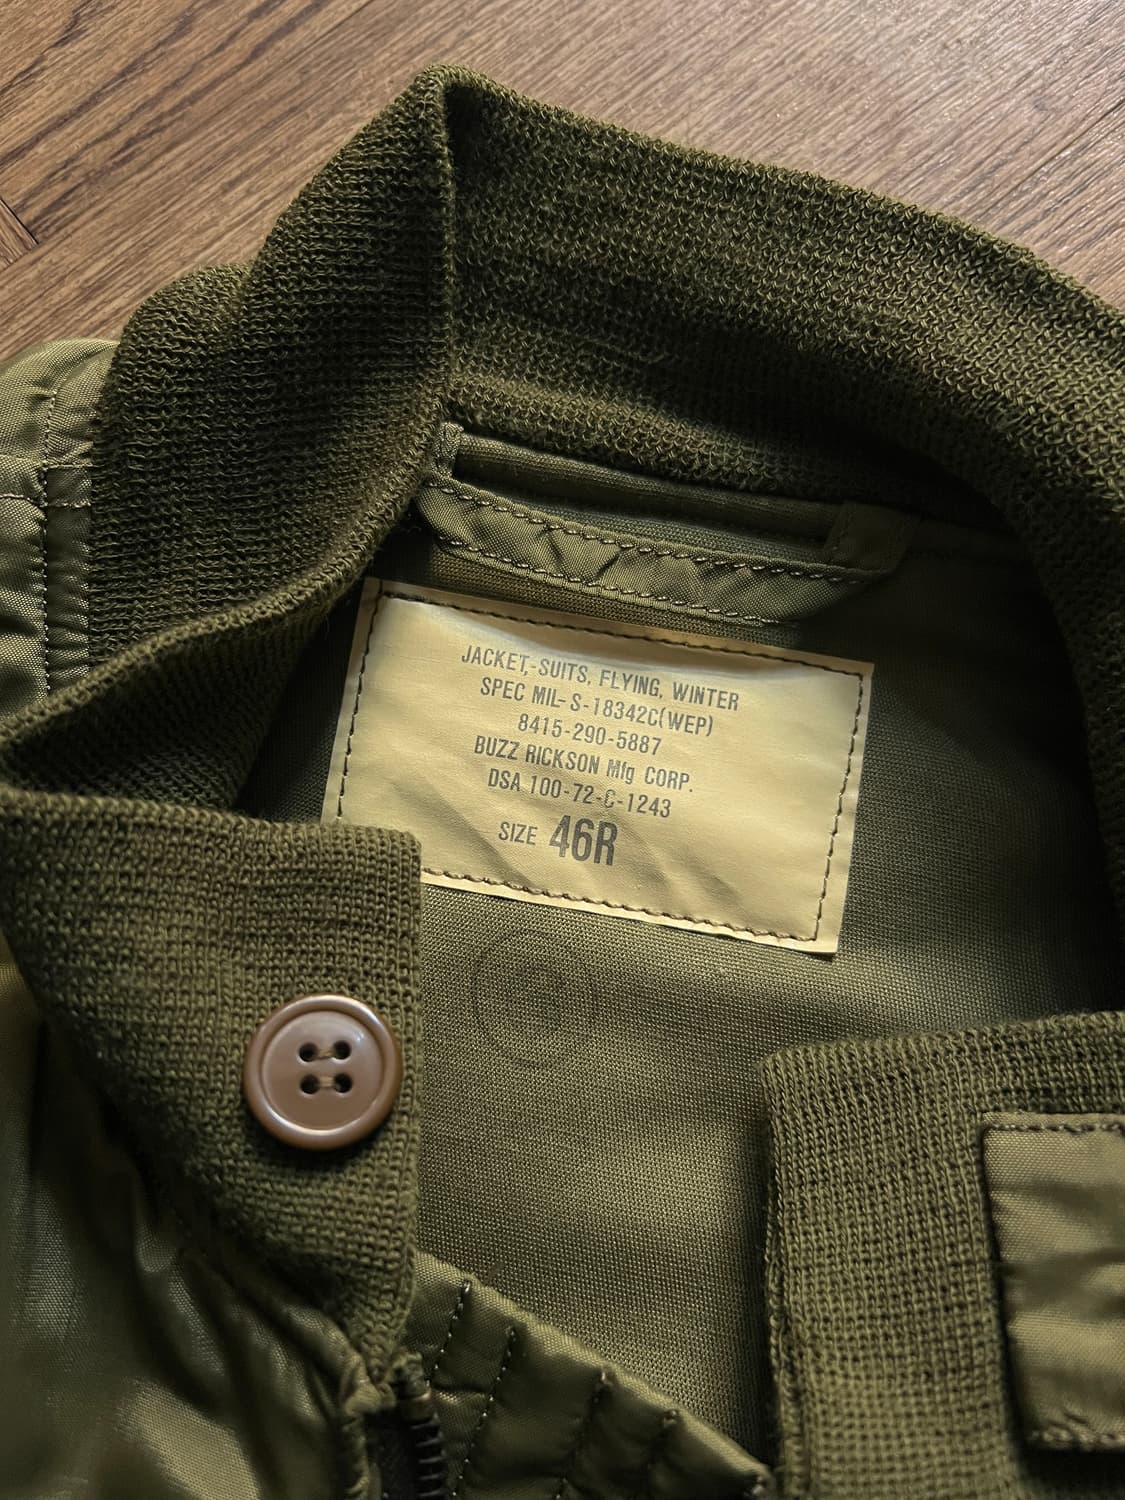 JACKET,-SUITS, FLYING, WINTER
SPEC MIL-S-18342C(WEP)
8415-290-5887
BUZZ RICKSON Mfg CORP.
DSA 100-72-C-1243
SIZE 46R